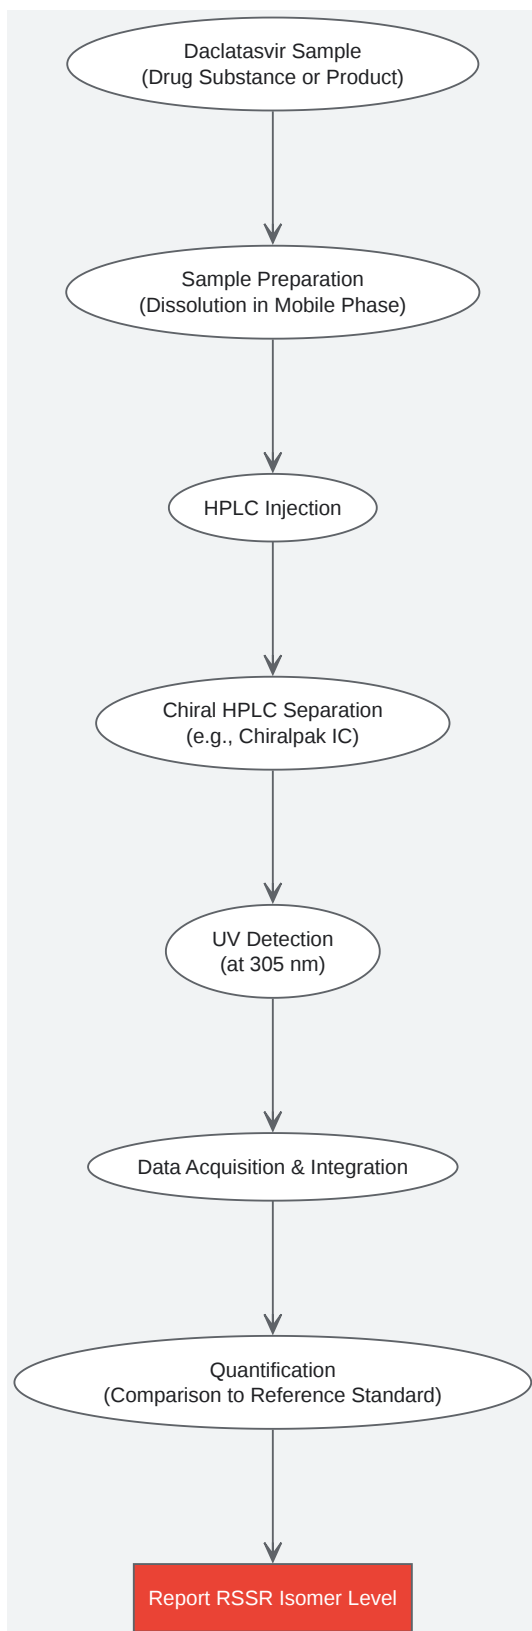 Daclatasvir Sample
(Drug Substance or Product)
Sample Preparation
(Dissolution in Mobile Phase)
HPLC Injection
Chiral HPLC Separation
(e.g., Chiralpak IC)
UV Detection
(at 305 nm)
Data Acquisition & Integration
Quantification
(Comparison to Reference Standard)
Report RSSR Isomer Level